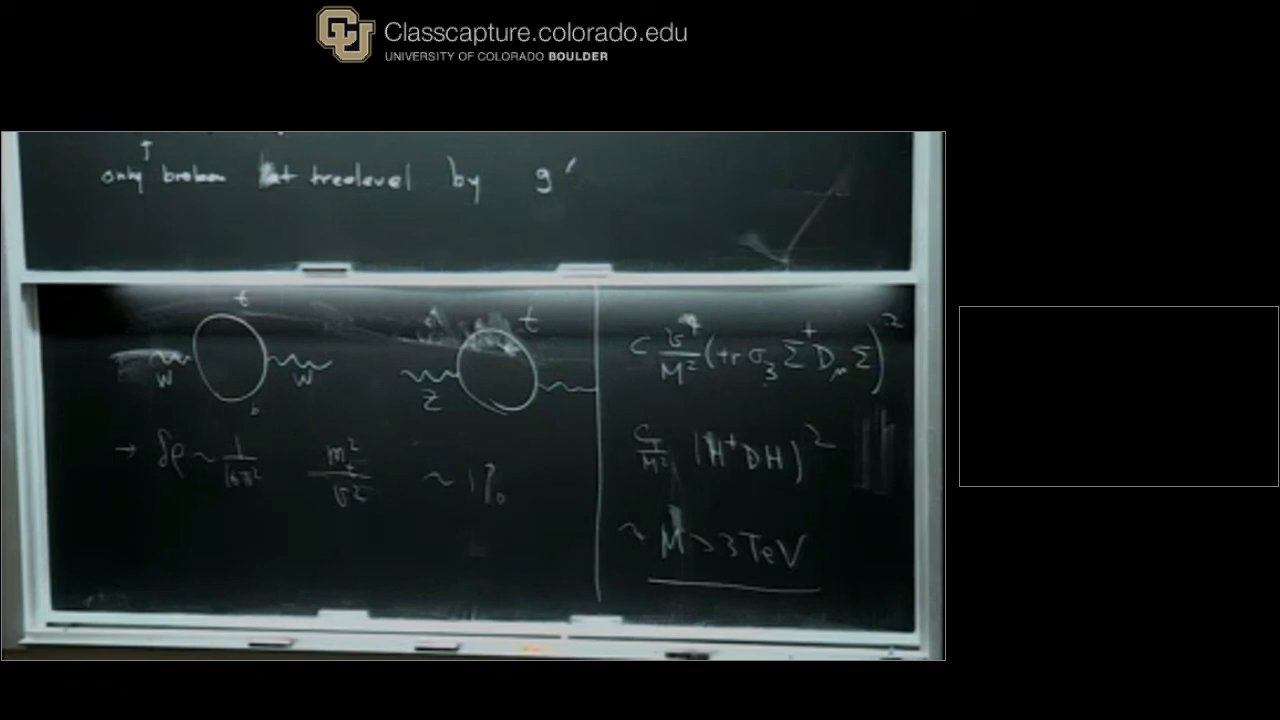 Classcapture.colorado.edu
UNIVERSITY OF COLORADO BOULDER
↑
only broken at treelevel by g'
t
W W
b
t
Z
→ δρ ~ 1/16π² m_t²/v² ~ 1%
C v⁴/M² (tr σ₃ Σ⁺ D_μ Σ)²
C/M² (H⁺DH)²
~ M > 3 TeV